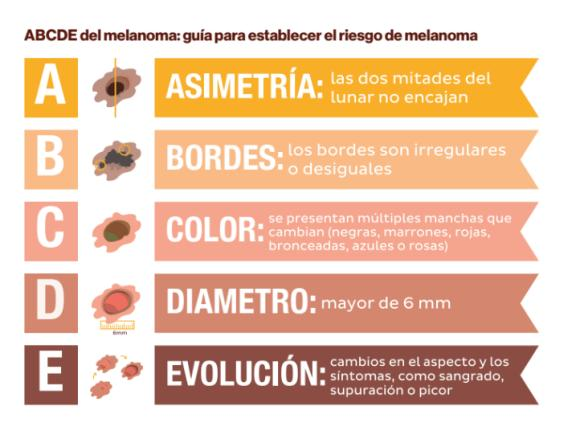 ABCDE del melanoma: guía para establecer el riesgo de melanoma
A
ASIMETRÍA: las dos mitades del
lunar no encajan
B
BORDES: los bordes son irregulares
o desiguales
C
COLOR: se presentan múltiples manchas que
cambian (negras, marrones, rojas,
bronceadas, azules o rosas)
D
6mm
DIAMETRO: mayor de 6 mm
E
EVOLUCIÓN: cambios en el aspecto y los
síntomas, como sangrado,
supuración o picor